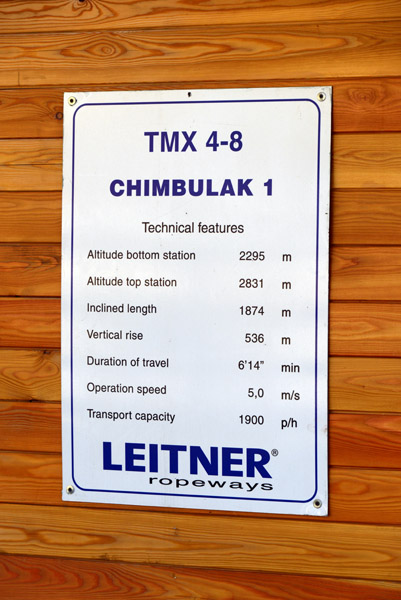 TMX 4-8
CHIMBULAK 1
Technical features
Altitude bottom station 2295 m
Altitude top station 2831 m
Inclined length 1874 m
Vertical rise 536 m
Duration of travel 6'14" min
Operation speed 5,0 m/s
Transport capacity 1900 p/h
LEITNER®
ropeways